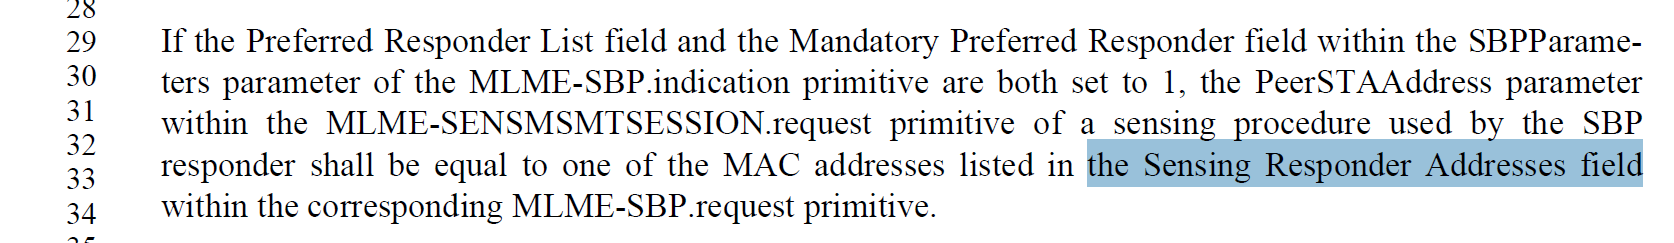 28
29 If the Preferred Responder List field and the Mandatory Preferred Responder field within the SBPParame-
30 ters parameter of the MLME-SBP.indication primitive are both set to 1, the PeerSTAAddress parameter
31 within the MLME-SENSMSMTSESSION.request primitive of a sensing procedure used by the SBP
32 responder shall be equal to one of the MAC addresses listed in the Sensing Responder Addresses field
33 within the corresponding MLME-SBP.request primitive.
34